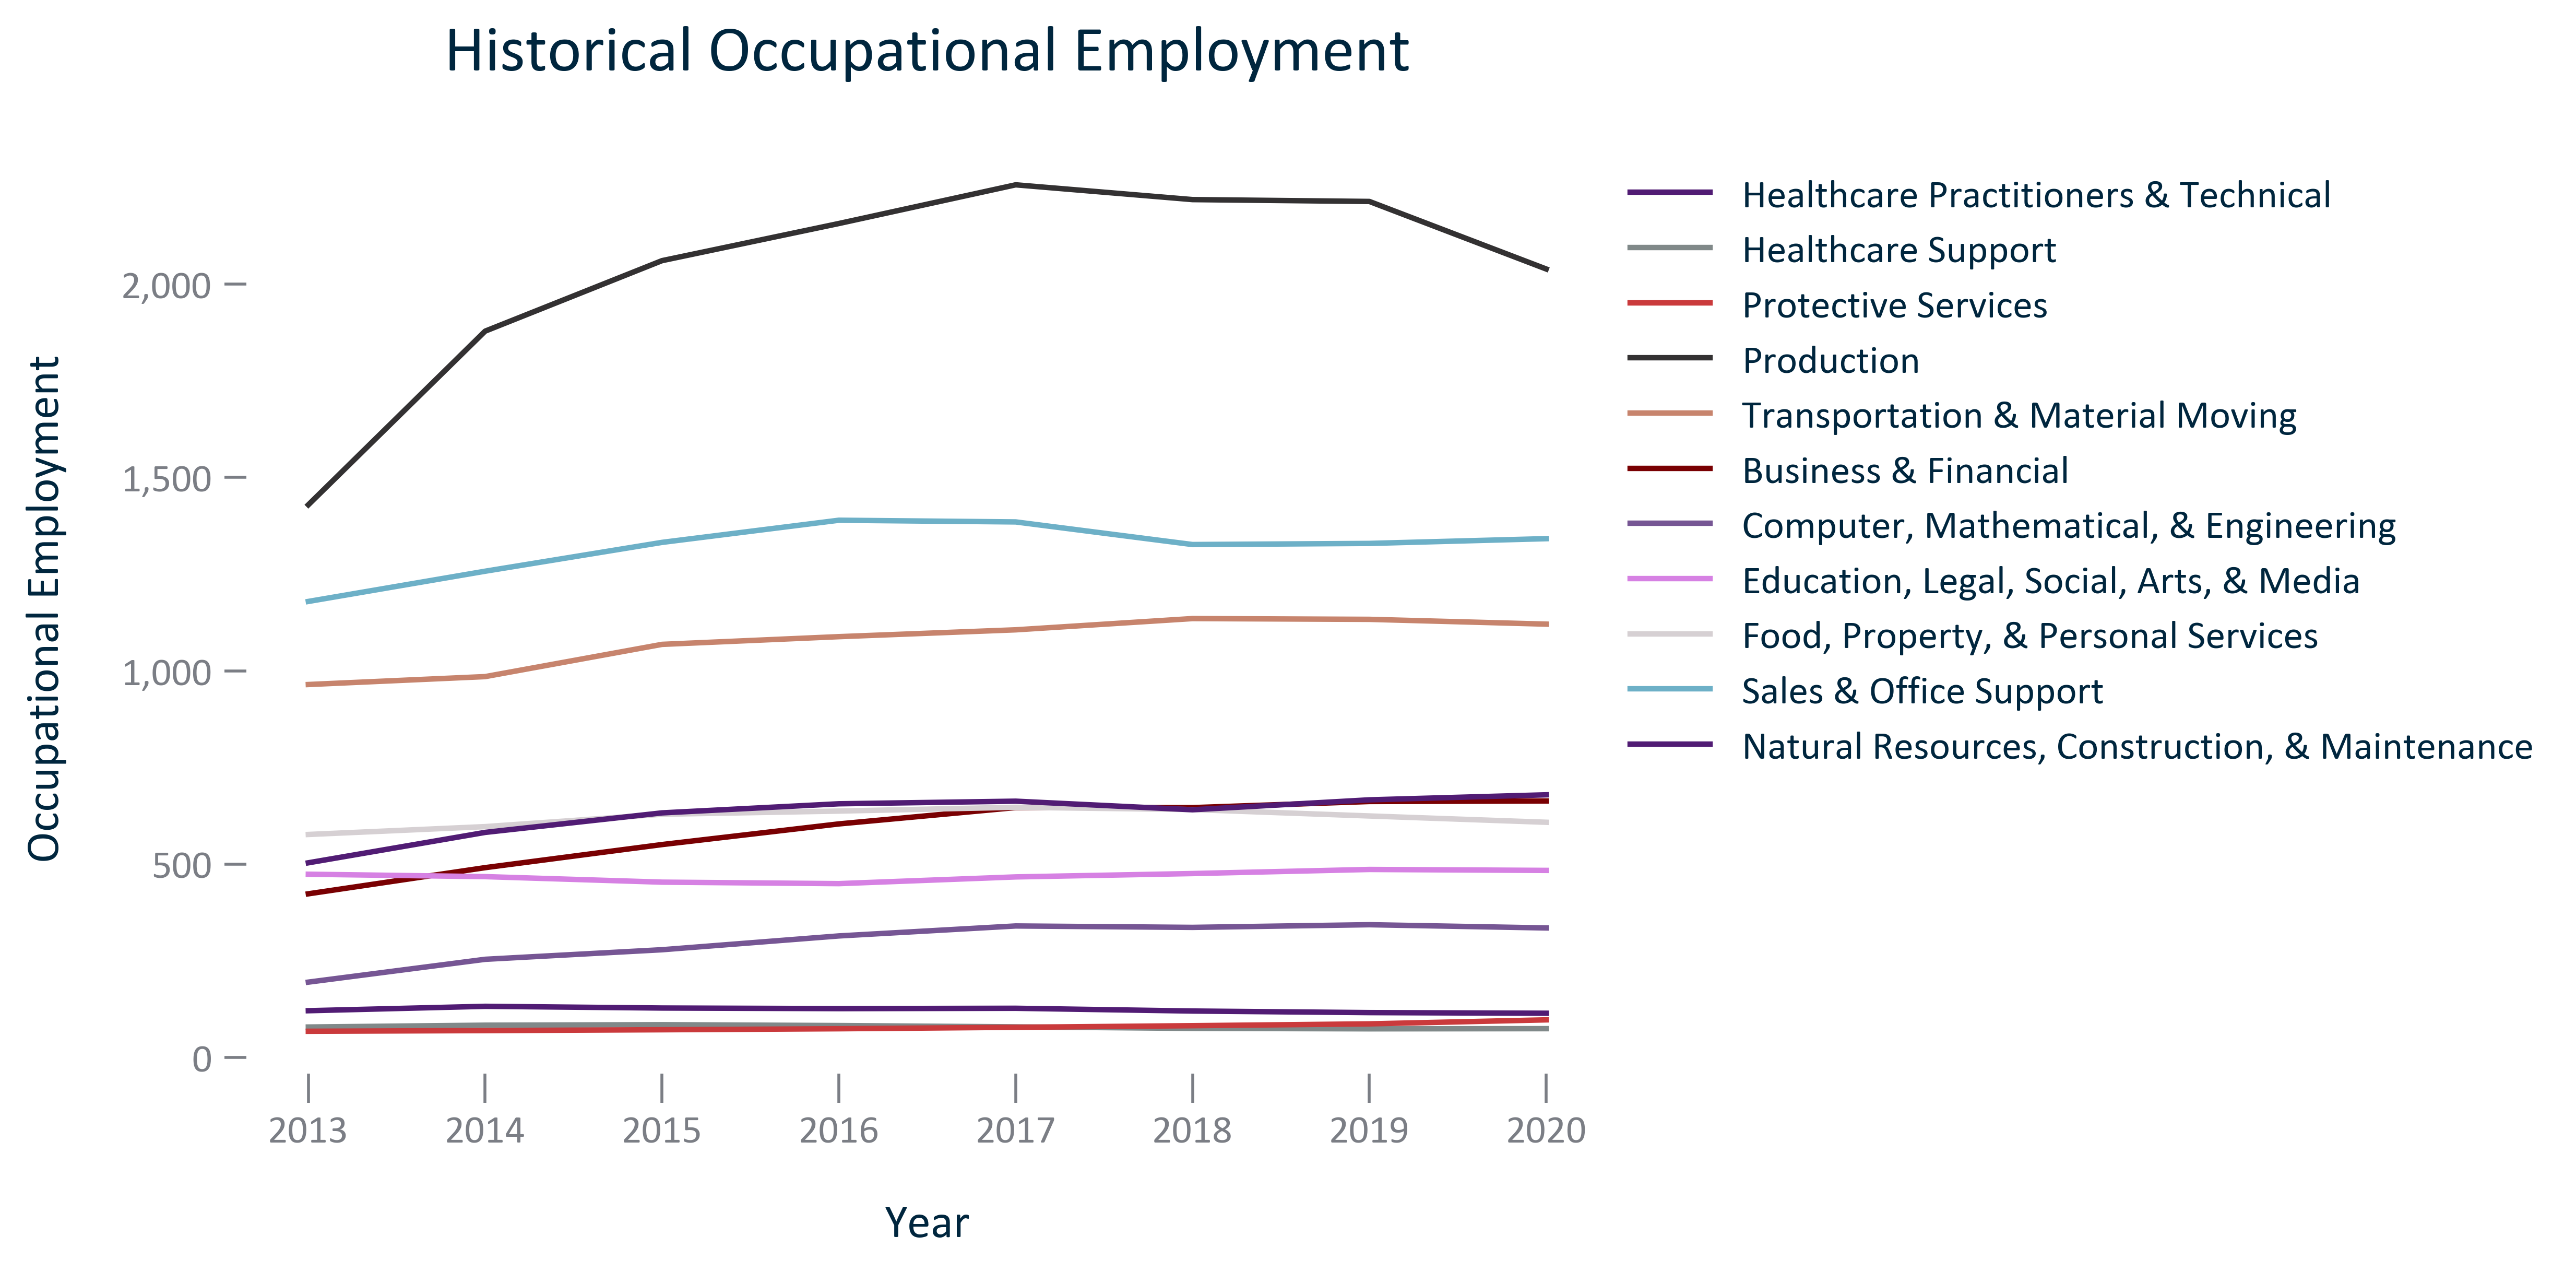 Historical Occupational Employment
Occupational Employment
2,000
1,500
1,000
500
0
2013
2014
2015
2016
2017
2018
2019
2020
Year
Healthcare Practitioners & Technical
Healthcare Support
Protective Services
Production
Transportation & Material Moving
Business & Financial
Computer, Mathematical, & Engineering
Education, Legal, Social, Arts, & Media
Food, Property, & Personal Services
Sales & Office Support
Natural Resources, Construction, & Maintenance